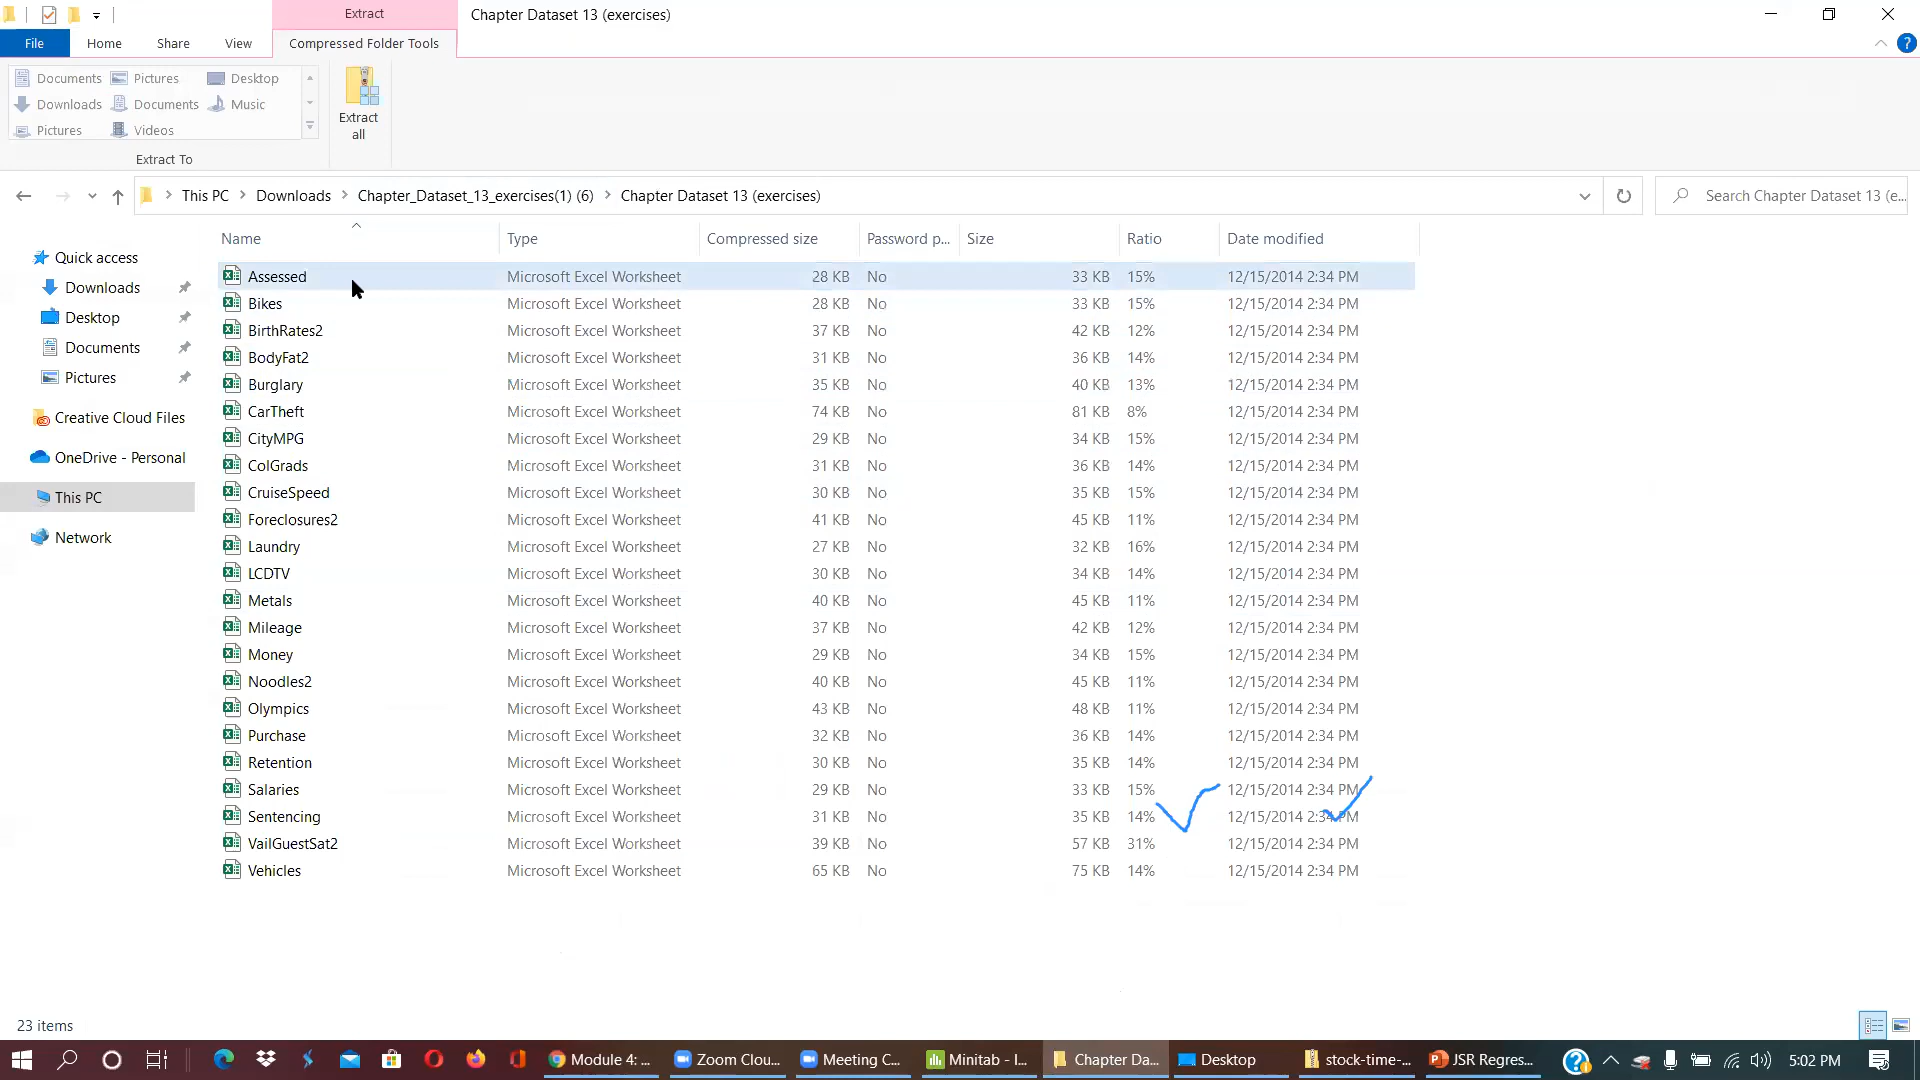 Extract
Chapter Dataset 13 (exercises)
File
Home
Share
View
Compressed Folder Tools
?
Documents Pictures Desktop
Downloads Documents Music
Pictures Videos
Extract To
Extract
all
This PC > Downloads > Chapter_Dataset_13_exercises(1) (6) > Chapter Dataset 13 (exercises)
Search Chapter Dataset 13 (e...
Quick access
Downloads
Desktop
Documents
Pictures
Creative Cloud Files
OneDrive - Personal
This PC
Network
Name Type Compressed size Password p... Size Ratio Date modified
Assessed Microsoft Excel Worksheet 28 KB No 33 KB 15% 12/15/2014 2:34 PM
Bikes Microsoft Excel Worksheet 28 KB No 33 KB 15% 12/15/2014 2:34 PM
BirthRates2 Microsoft Excel Worksheet 37 KB No 42 KB 12% 12/15/2014 2:34 PM
BodyFat2 Microsoft Excel Worksheet 31 KB No 36 KB 14% 12/15/2014 2:34 PM
Burglary Microsoft Excel Worksheet 35 KB No 40 KB 13% 12/15/2014 2:34 PM
CarTheft Microsoft Excel Worksheet 74 KB No 81 KB 8% 12/15/2014 2:34 PM
CityMPG Microsoft Excel Worksheet 29 KB No 34 KB 15% 12/15/2014 2:34 PM
ColGrads Microsoft Excel Worksheet 31 KB No 36 KB 14% 12/15/2014 2:34 PM
CruiseSpeed Microsoft Excel Worksheet 30 KB No 35 KB 15% 12/15/2014 2:34 PM
Foreclosures2 Microsoft Excel Worksheet 41 KB No 45 KB 11% 12/15/2014 2:34 PM
Laundry Microsoft Excel Worksheet 27 KB No 32 KB 16% 12/15/2014 2:34 PM
LCDTV Microsoft Excel Worksheet 30 KB No 34 KB 14% 12/15/2014 2:34 PM
Metals Microsoft Excel Worksheet 40 KB No 45 KB 11% 12/15/2014 2:34 PM
Mileage Microsoft Excel Worksheet 37 KB No 42 KB 12% 12/15/2014 2:34 PM
Money Microsoft Excel Worksheet 29 KB No 34 KB 15% 12/15/2014 2:34 PM
Noodles2 Microsoft Excel Worksheet 40 KB No 45 KB 11% 12/15/2014 2:34 PM
Olympics Microsoft Excel Worksheet 43 KB No 48 KB 11% 12/15/2014 2:34 PM
Purchase Microsoft Excel Worksheet 32 KB No 36 KB 14% 12/15/2014 2:34 PM
Retention Microsoft Excel Worksheet 30 KB No 35 KB 14% 12/15/2014 2:34 PM
Salaries Microsoft Excel Worksheet 29 KB No 33 KB 15% 12/15/2014 2:34 PM
Sentencing Microsoft Excel Worksheet 31 KB No 35 KB 14% 12/15/2014 2:34 PM
VailGuestSat2 Microsoft Excel Worksheet 39 KB No 57 KB 31% 12/15/2014 2:34 PM
Vehicles Microsoft Excel Worksheet 65 KB No 75 KB 14% 12/15/2014 2:34 PM
23 items
Module 4: ... Zoom Clou... Meeting C... Minitab - I... Chapter Da... Desktop stock-time-... JSR Regres... 5:02 PM